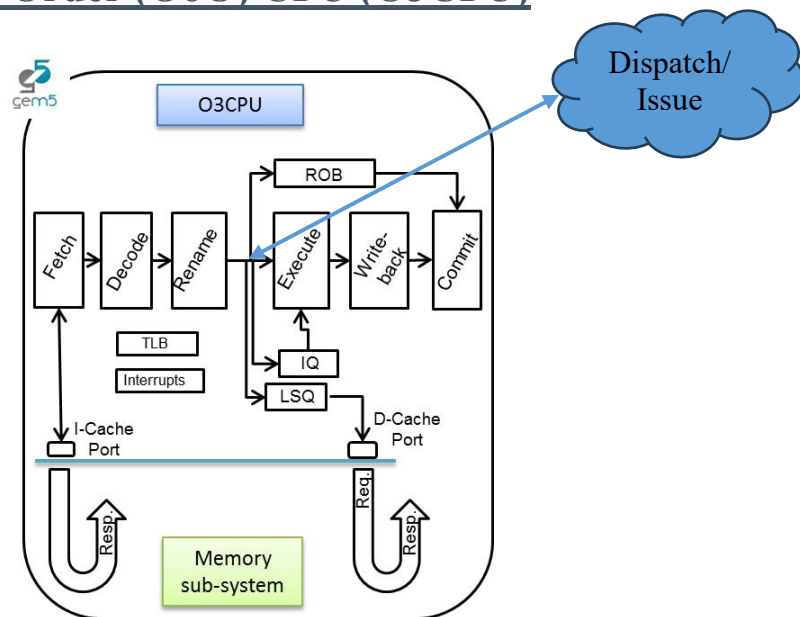 (O3CPU)
Dispatch/
Issue
gem5
O3CPU
ROB
Fetch
Decode
Rename
Execute
Write-
back
Commit
TLB
IQ
Interrupts
LSQ
I-Cache
Port
D-Cache
Port
Req.
Resp.
Resp.
Memory
sub-system